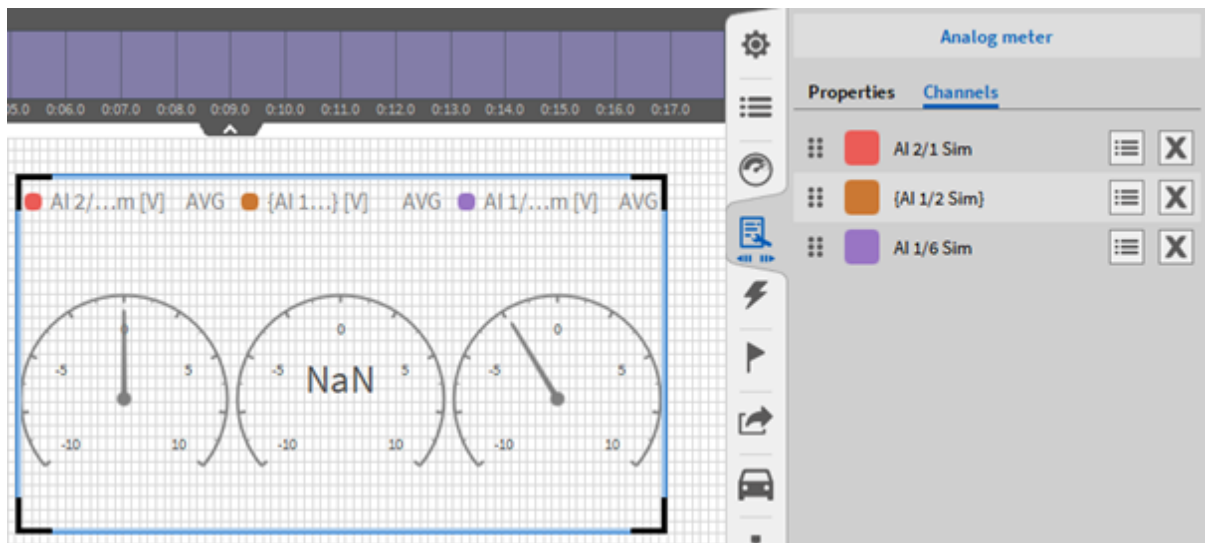 Analog meter
Properties Channels
AI 2/1 Sim
{AI 1/2 Sim}
AI 1/6 Sim
05.0 0:06.0 0:07.0 0:08.0 0:09.0 0:10.0 0:11.0 0:12.0 0:13.0 0:14.0 0:15.0 0:16.0 0:17.0
AI 2/...m [V] AVG {AI 1...} [V] AVG AI 1/...m [V] AVG
0 0 0
-5 5 -5 NaN 5 -5 5
-10 10 -10 10 -10 10